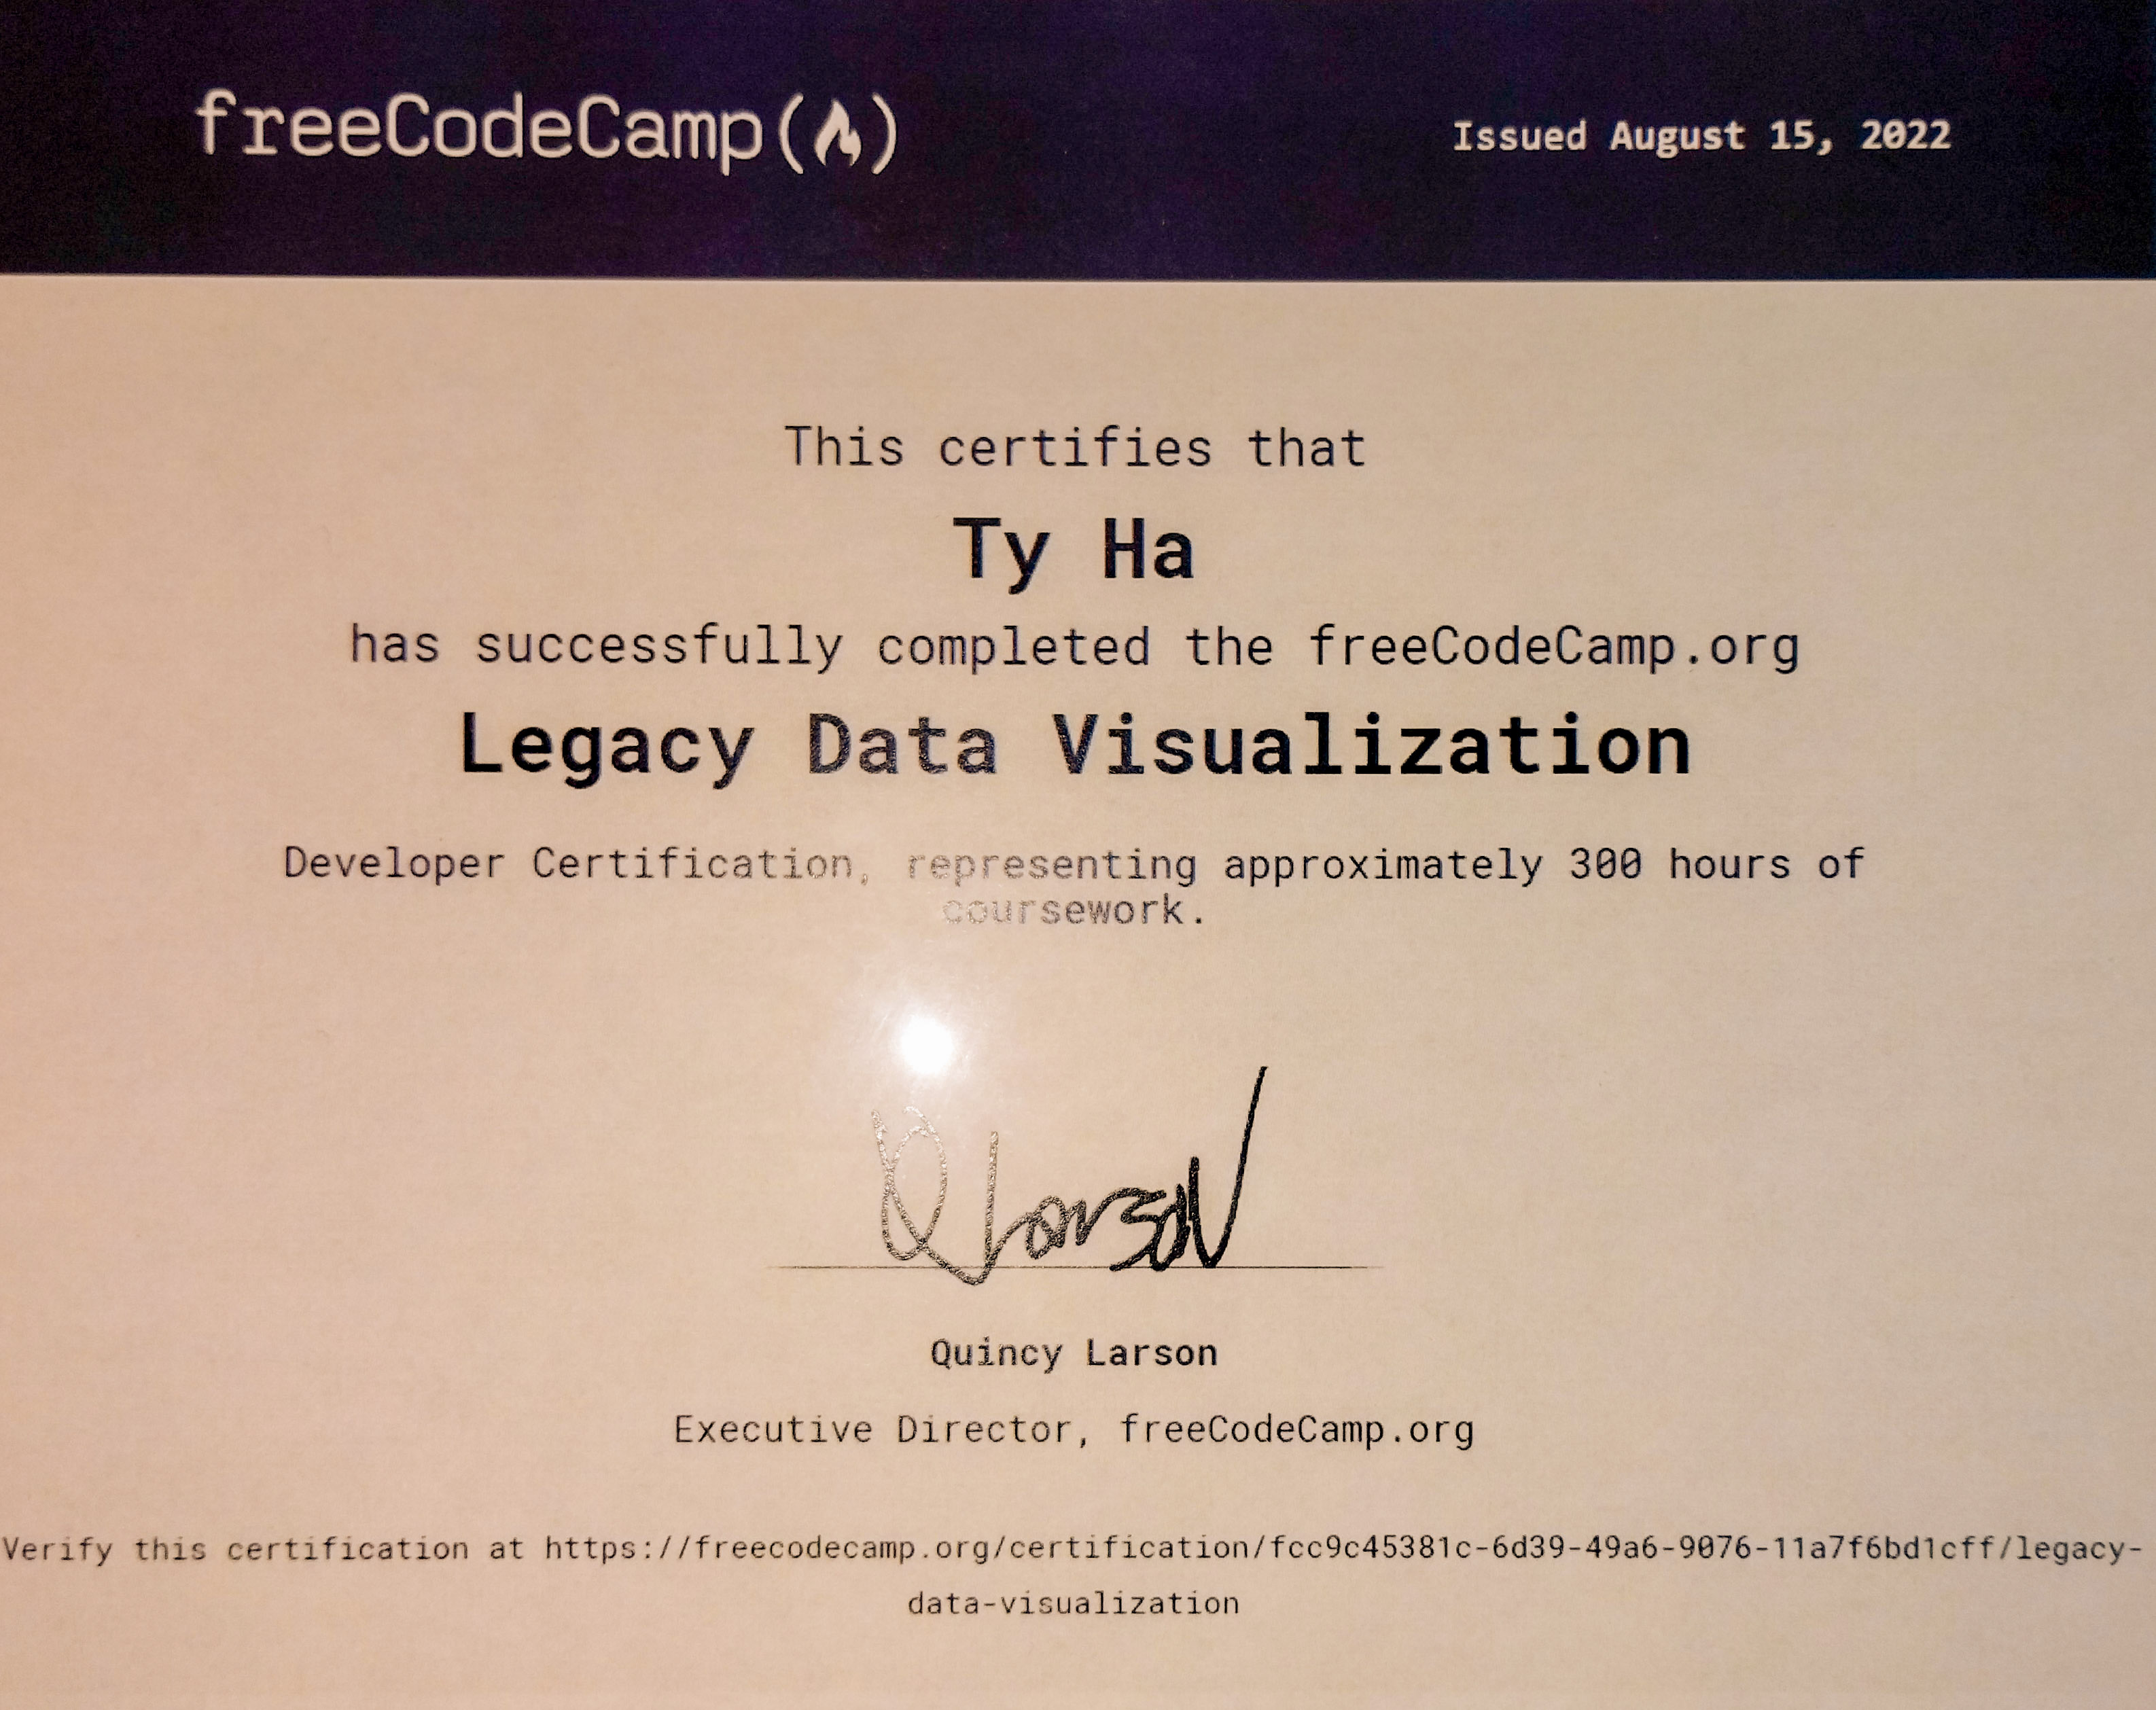 freeCodeCamp(🔥)
Issued August 15, 2022
This certifies that
Ty Ha
has successfully completed the freeCodeCamp.org
Legacy Data Visualization
Developer Certification, representing approximately 300 hours of
coursework.
Q Larson
Quincy Larson
Executive Director, freeCodeCamp.org
Verify this certification at https://freecodecamp.org/certification/fcc9c45381c-6d39-49a6-9076-11a7f6bd1cff/legacy-
data-visualization